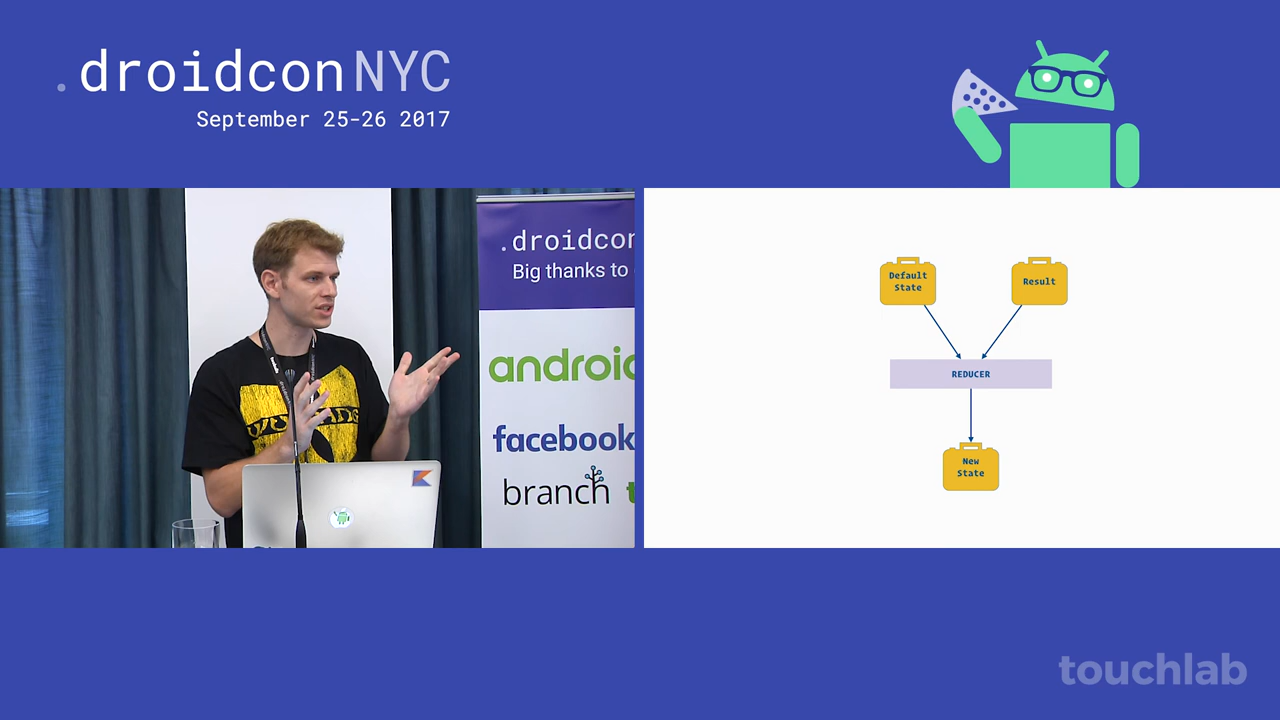 .droidcon NYC
September 25-26 2017
.droidcon
Big thanks to
android
facebook
branch
Default
State
Result
REDUCER
New
State
touchlab